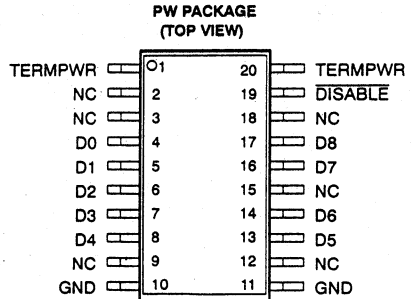 PW PACKAGE
(TOP VIEW)
TERMPWR 1 20 TERMPWR
NC 2 19 DISABLE
NC 3 18 NC
D0 4 17 D8
D1 5 16 D7
D2 6 15 NC
D3 7 14 D6
D4 8 13 D5
NC 9 12 NC
GND 10 11 GND